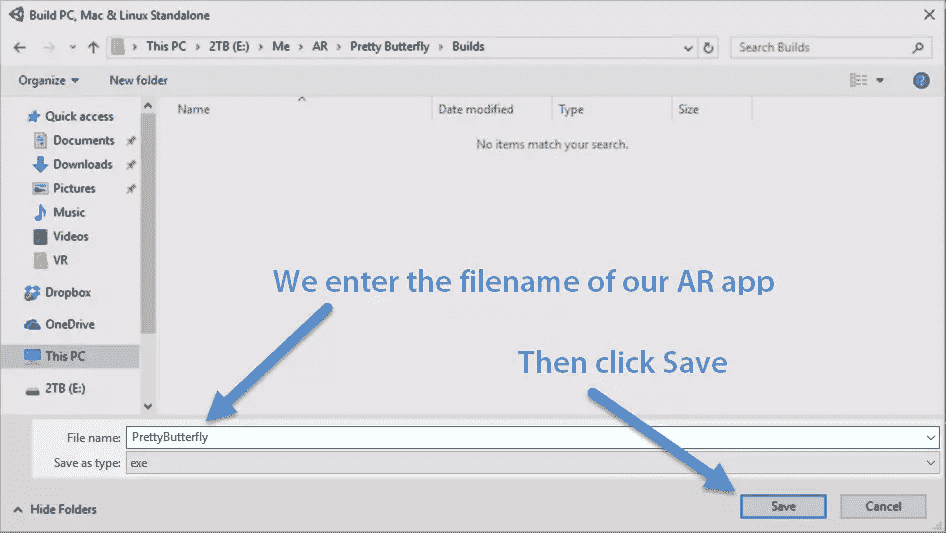 Build PC, Mac & Linux Standalone
This PC > 2TB (E:) > Me > AR > Pretty Butterfly > Builds
Search Builds
Organize
New folder
Name
Date modified
Type
Size
No items match your search.
Quick access
Documents
Downloads
Pictures
Music
Videos
VR
Dropbox
OneDrive
This PC
2TB (E:)
We enter the filename of our AR app
Then click Save
File name: PrettyButterfly
Save as type: exe
Hide Folders
Save
Cancel